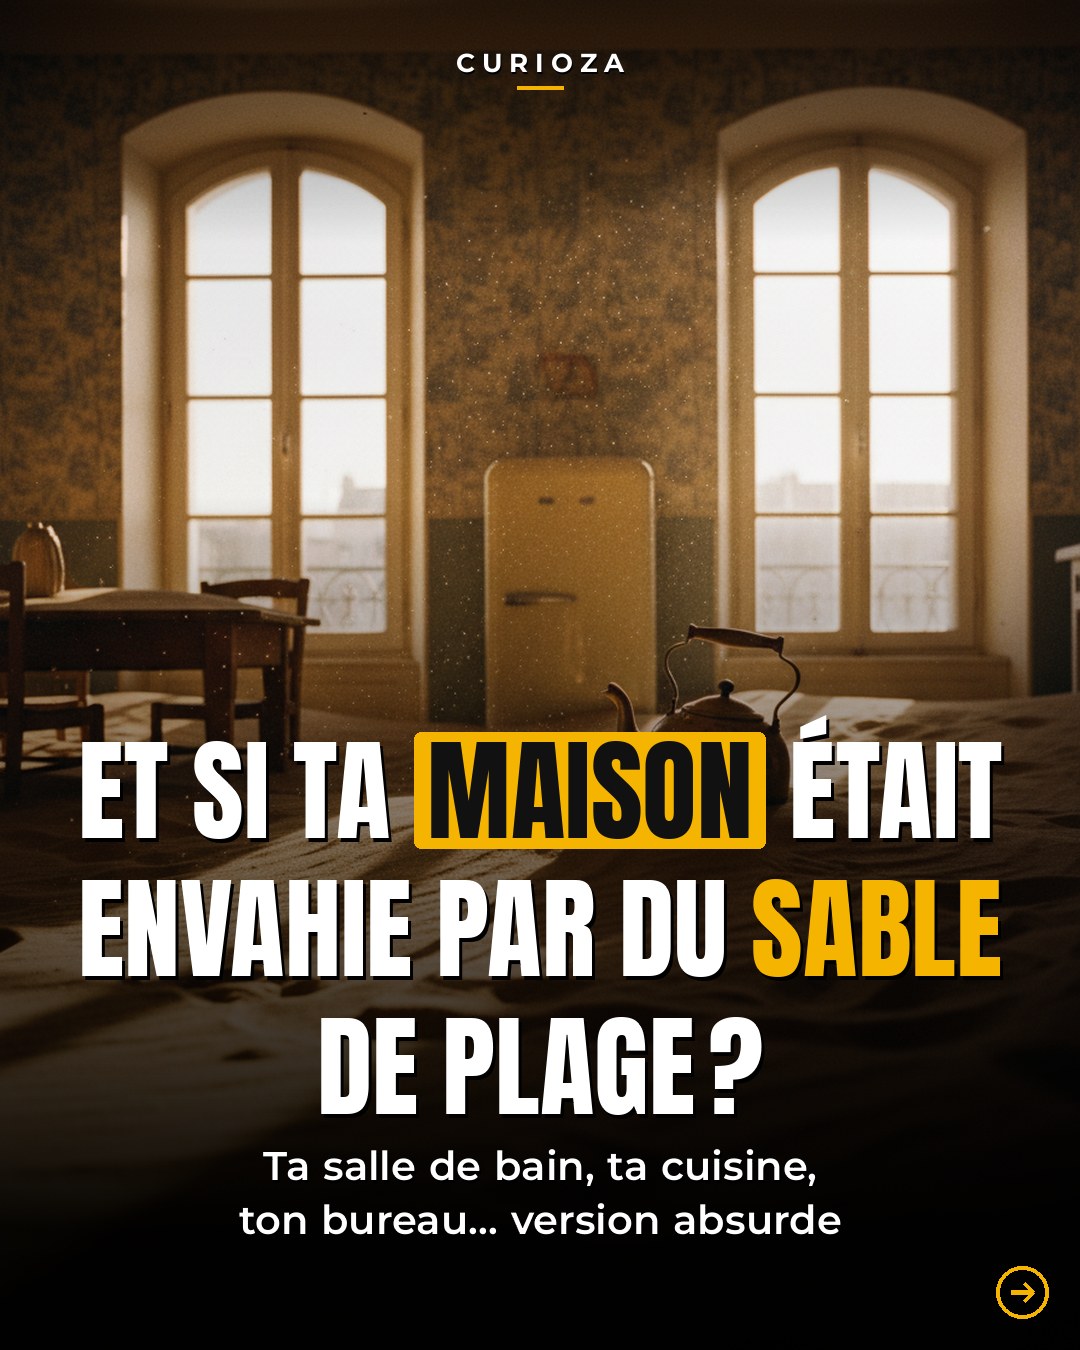 CURIOZA
ET SI TA MAISON ÉTAIT
ENVAHIE PAR DU SABLE
DE PLAGE ?
Ta salle de bain, ta cuisine,
ton bureau... version absurde